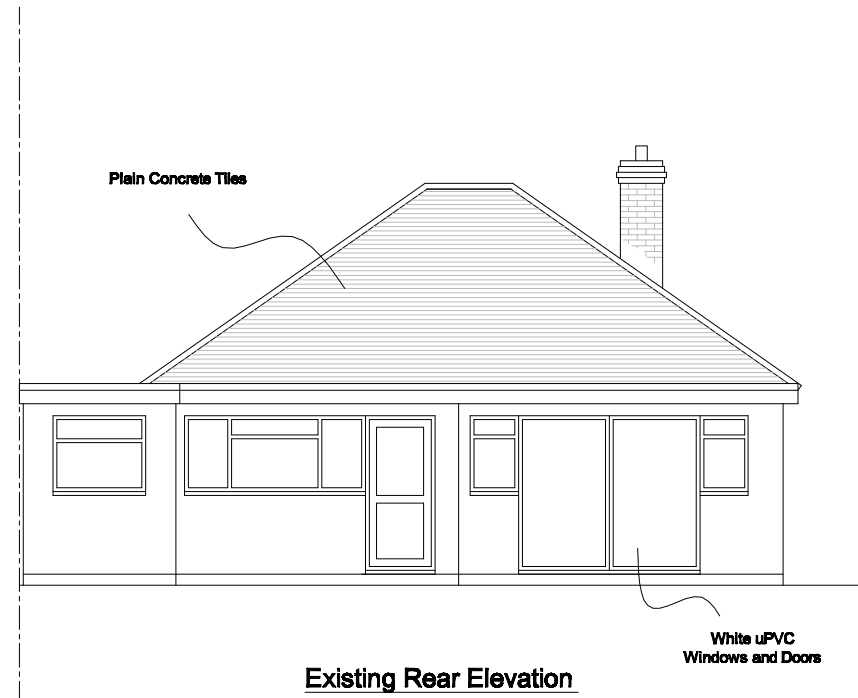 Plain Concrete Tiles
White uPVC
Windows and Doors
Existing Rear Elevation